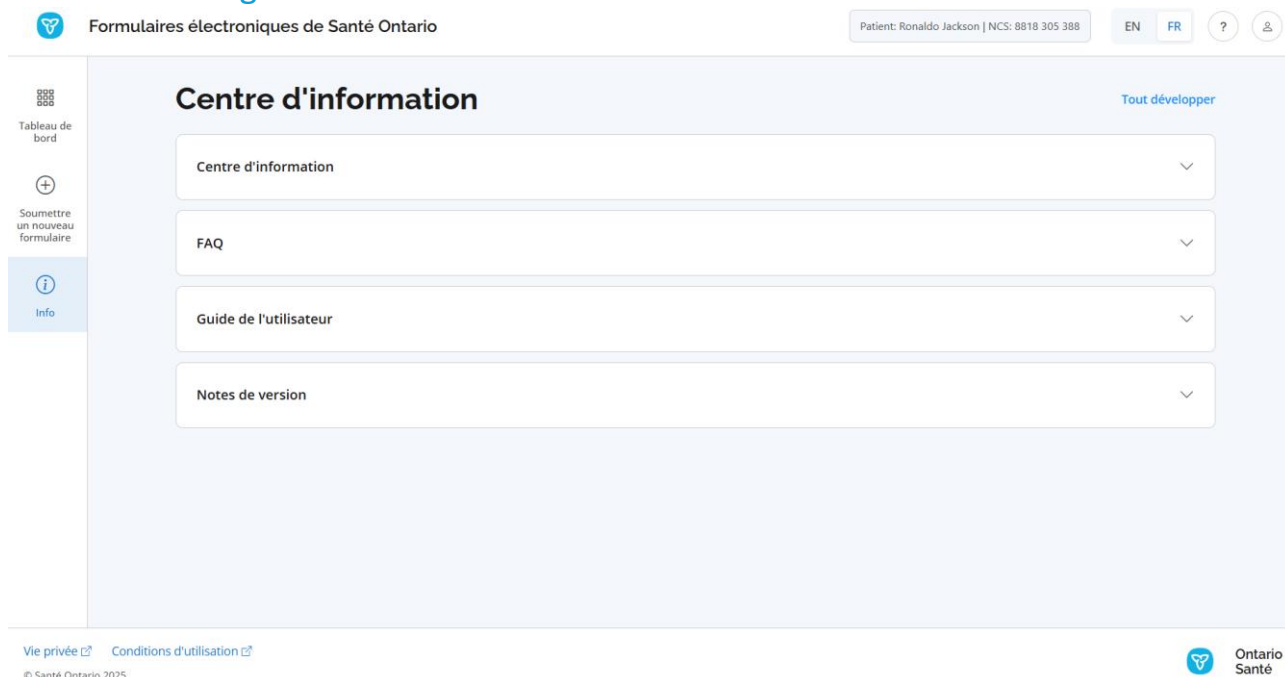 Formulaires électroniques de Santé Ontario
Patient: Ronaldo Jackson | NCS: 8818 305 388
EN FR ?
Centre d'information
Tout développer
Tableau de
bord
Soumettre
un nouveau
formulaire
Info
Centre d'information
FAQ
Guide de l'utilisateur
Notes de version
Vie privée Conditions d'utilisation
© Santé Ontario 2025
Ontario
Santé